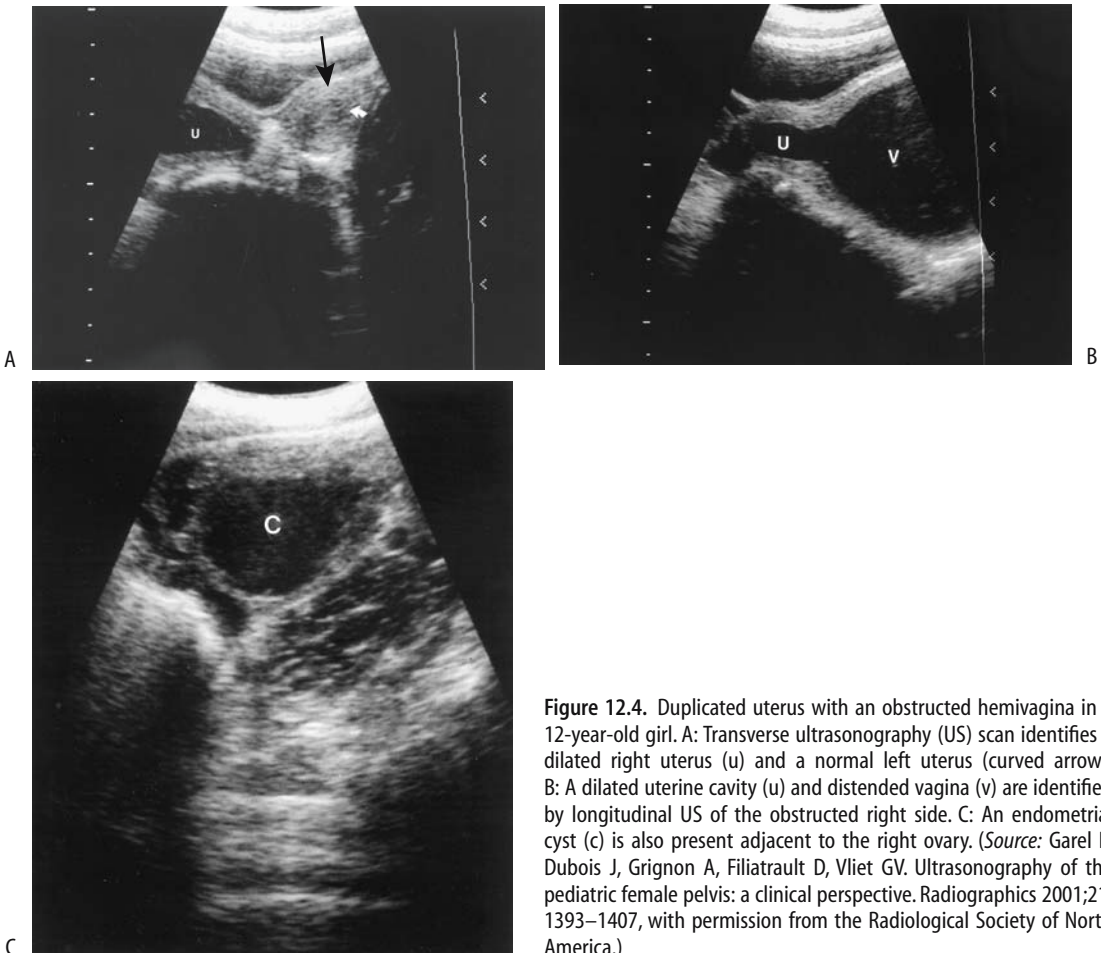 U
A
U
V
B
C
C
Figure 12.4. Duplicated uterus with an obstructed hemivagina in
12-year-old girl. A: Transverse ultrasonography (US) scan identifies
dilated right uterus (u) and a normal left uterus (curved arrow
B: A dilated uterine cavity (u) and distended vagina (v) are identifie
by longitudinal US of the obstructed right side. C: An endometria
cyst (c) is also present adjacent to the right ovary. (Source: Garel
Dubois J, Grignon A, Filiatrault D, Vliet GV. Ultrasonography of th
pediatric female pelvis: a clinical perspective. Radiographics 2001;21
1393–1407, with permission from the Radiological Society of Nort
America.)